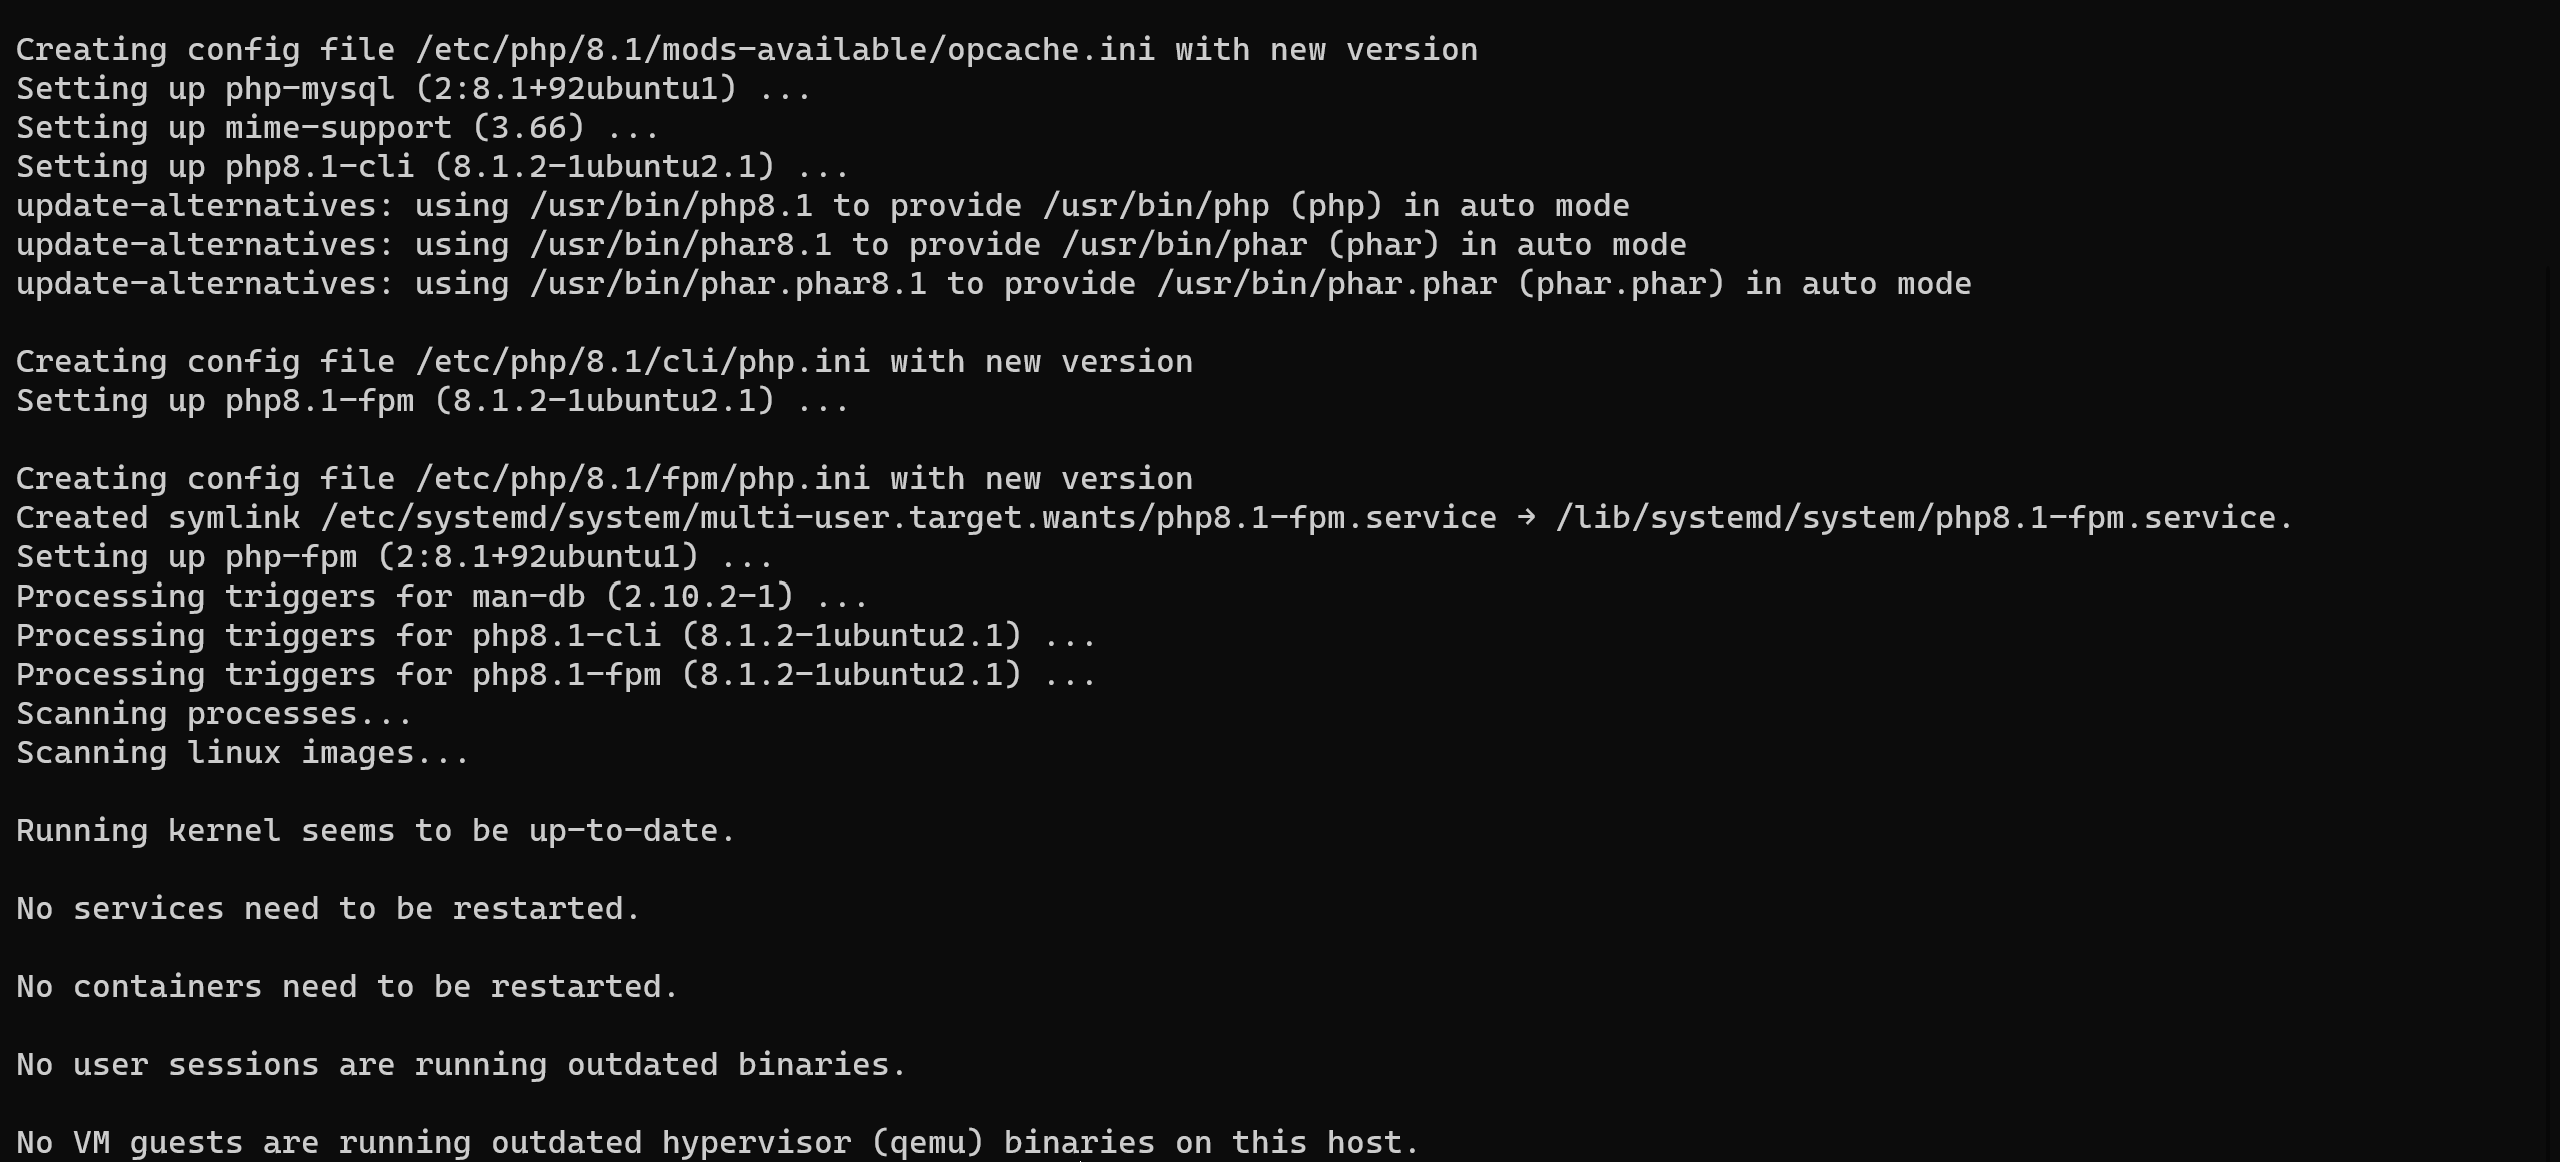 Creating config file /etc/php/8.1/mods-available/opcache.ini with new version
Setting up php-mysql (2:8.1+92ubuntu1) ...
Setting up mime-support (3.66) ...
Setting up php8.1-cli (8.1.2-1ubuntu2.1) ...
update-alternatives: using /usr/bin/php8.1 to provide /usr/bin/php (php) in auto mode
update-alternatives: using /usr/bin/phar8.1 to provide /usr/bin/phar (phar) in auto mode
update-alternatives: using /usr/bin/phar.phar8.1 to provide /usr/bin/phar.phar (phar.phar) in auto mode
Creating config file /etc/php/8.1/cli/php.ini with new version
Setting up php8.1-fpm (8.1.2-1ubuntu2.1) ...
Creating config file /etc/php/8.1/fpm/php.ini with new version
Created symlink /etc/systemd/system/multi-user.target.wants/php8.1-fpm.service → /lib/systemd/system/php8.1-fpm.service.
Setting up php-fpm (2:8.1+92ubuntu1) ...
Processing triggers for man-db (2.10.2-1) ...
Processing triggers for php8.1-cli (8.1.2-1ubuntu2.1) ...
Processing triggers for php8.1-fpm (8.1.2-1ubuntu2.1) ...
Scanning processes...
Scanning linux images...
Running kernel seems to be up-to-date.
No services need to be restarted.
No containers need to be restarted.
No user sessions are running outdated binaries.
No VM guests are running outdated hypervisor (qemu) binaries on this host.